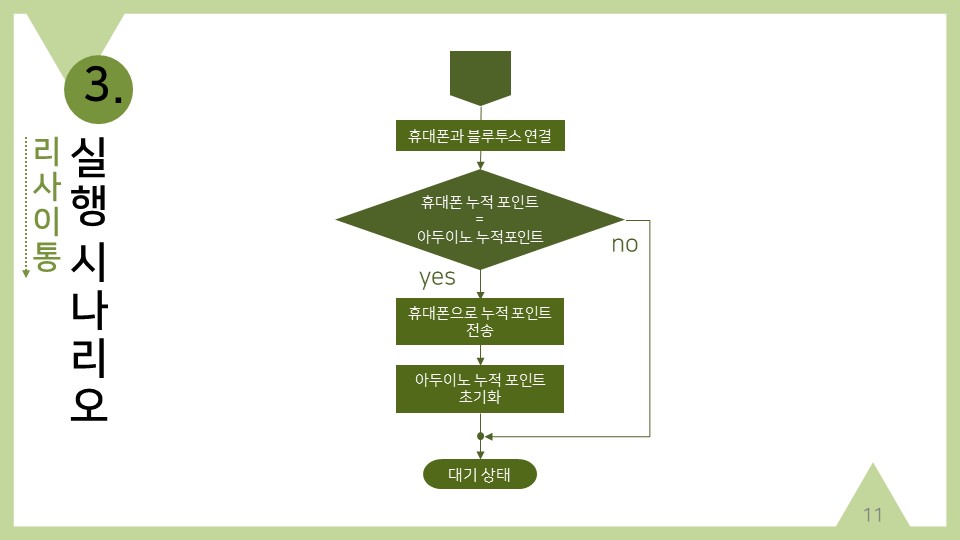 3.
실행 시나리오
리사이통
휴대폰과 블루투스 연결
휴대폰 누적 포인트
=
아두이노 누적포인트
no
yes
휴대폰으로 누적 포인트
전송
아두이노 누적 포인트
초기화
대기 상태
11